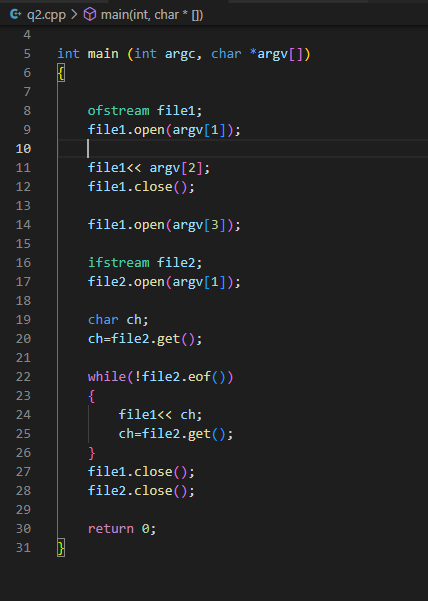 q2.cpp > main(int, char * [])
4
5 int main (int argc, char *argv[])
6 {
7
8 ofstream file1;
9 file1.open(argv[1]);
10
11 file1<< argv[2];
12 file1.close();
13
14 file1.open(argv[3]);
15
16 ifstream file2;
17 file2.open(argv[1]);
18
19 char ch;
20 ch=file2.get();
21
22 while(!file2.eof())
23 {
24 file1<< ch;
25 ch=file2.get();
26 }
27 file1.close();
28 file2.close();
29
30 return 0;
31 }